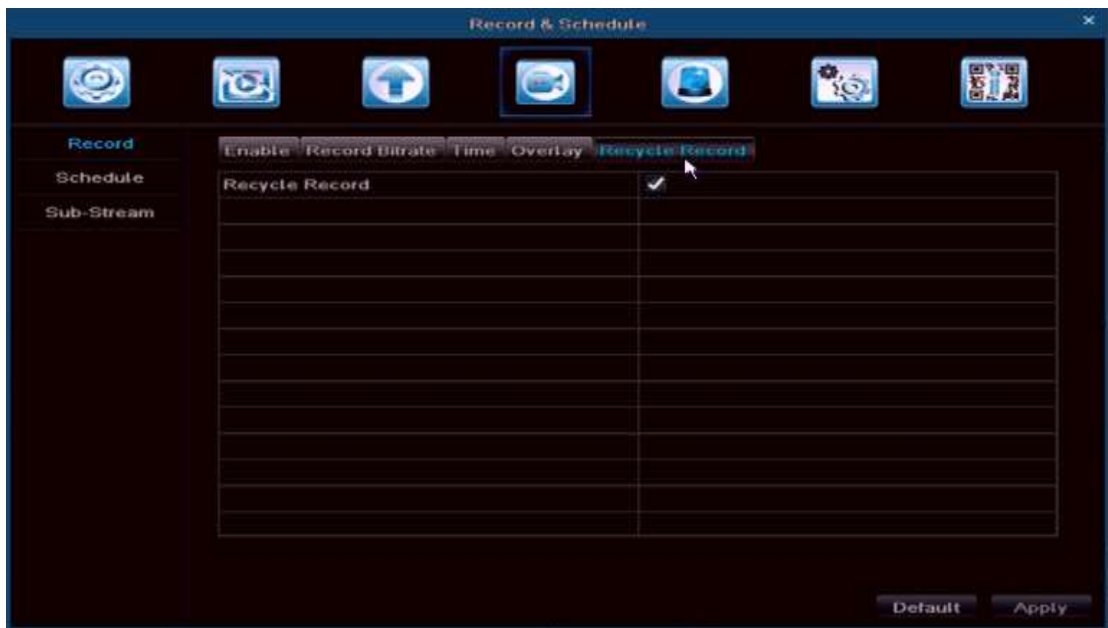 Record & Schedule
×
Record
Schedule
Sub-Stream
Enable Record Bitrate Time Overlay Recycle Record
Recycle Record
Default Apply